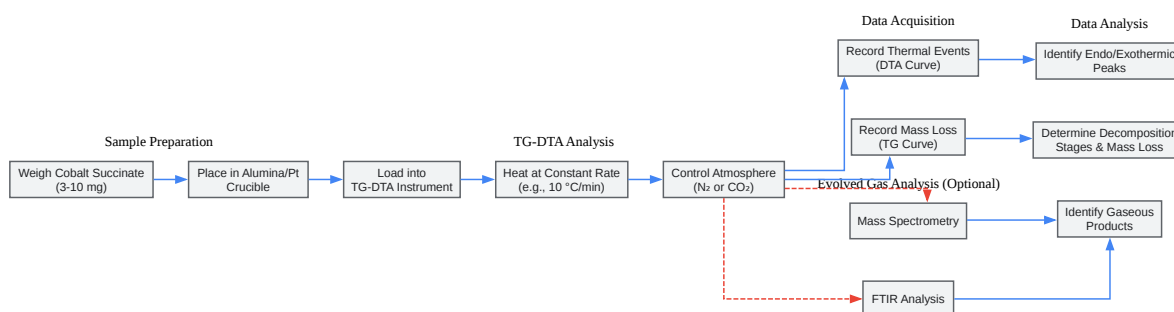 Data Acquisition
Data Analysis
Record Thermal Events
(DTA Curve)
Identify Endo/Exothermic
Peaks
Sample Preparation
TG-DTA Analysis
Record Mass Loss
(TG Curve)
Determine Decomposition
Stages & Mass Loss
Weigh Cobalt Succinate
(3-10 mg)
Place in Alumina/Pt
Crucible
Load into
TG-DTA Instrument
Heat at Constant Rate
(e.g., 10 °C/min)
Control Atmosphere
(N₂ or CO₂)
Evolved Gas Analysis (Optional)
Mass Spectrometry
Identify Gaseous
Products
FTIR Analysis